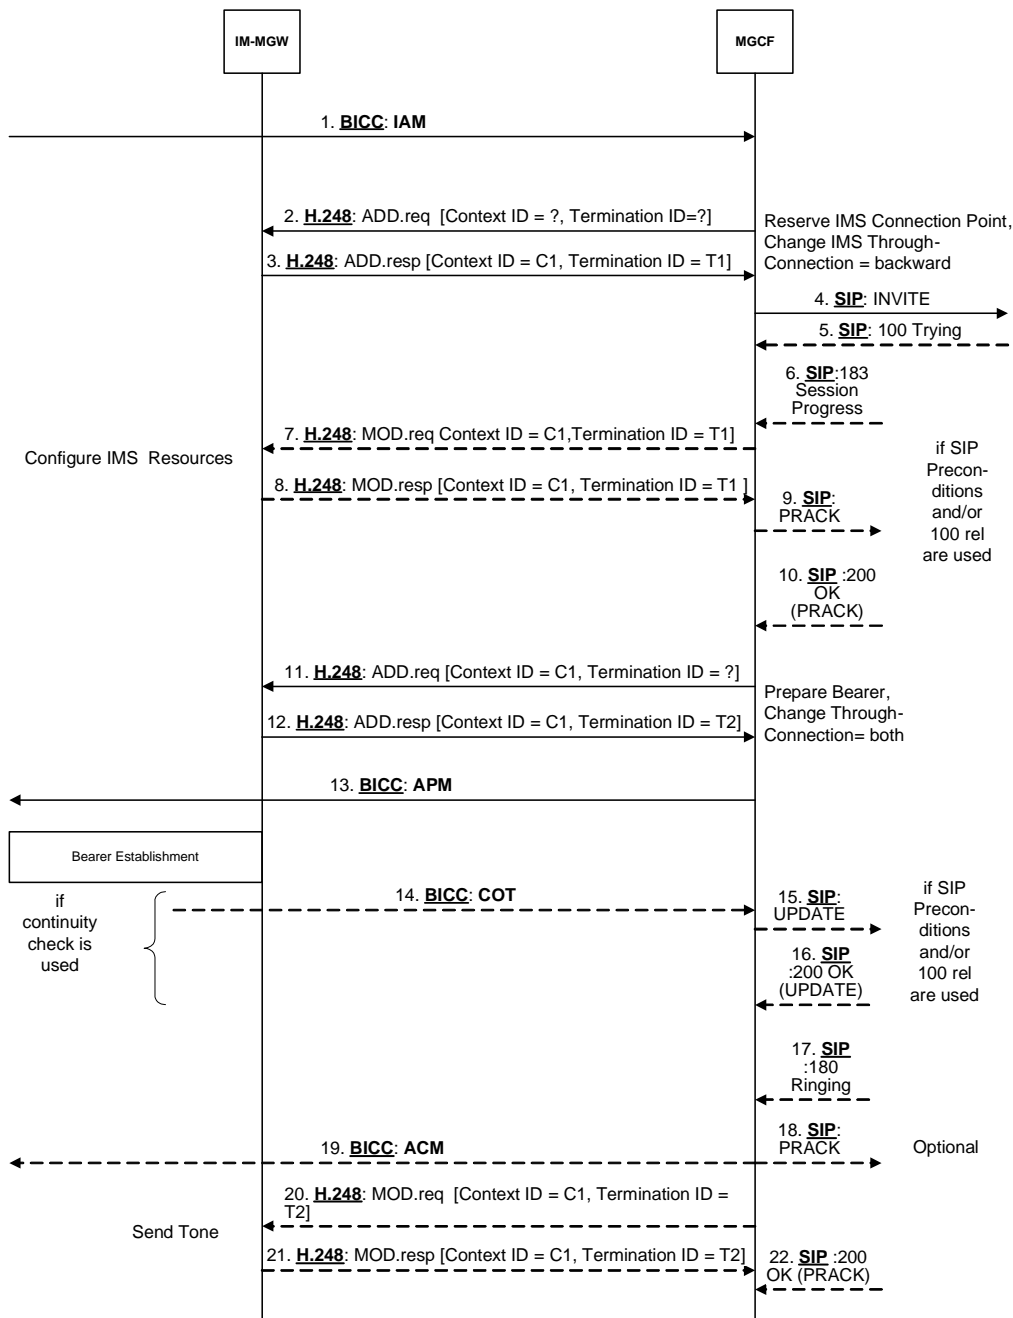 IM-MGW
MGCF
1. BICC: IAM
2. H.248: ADD.req [Context ID = ?, Termination ID=?]
Reserve IMS Connection Point,
Change IMS Through-
Connection = backward
3. H.248: ADD.resp [Context ID = C1, Termination ID = T1]
4. SIP: INVITE
5. SIP: 100 Trying
6. SIP:183
Session
Progress
7. H.248: MOD.req Context ID = C1,Termination ID = T1]
Configure IMS Resources
8. H.248: MOD.resp [Context ID = C1, Termination ID = T1 ]
9. SIP:
PRACK
if SIP
Precon-
ditions
and/or
100 rel
are used
10. SIP :200
OK
(PRACK)
11. H.248: ADD.req [Context ID = C1, Termination ID = ?]
Prepare Bearer,
Change Through-
Connection= both
12. H.248: ADD.resp [Context ID = C1, Termination ID = T2]
13. BICC: APM
Bearer Establishment
if
continuity
check is
used
14. BICC: COT
15. SIP:
UPDATE
16. SIP
:200 OK
(UPDATE)
if SIP
Precon-
ditions
and/or
100 rel
are used
17. SIP
:180
Ringing
18. SIP:
PRACK
Optional
19. BICC: ACM
20. H.248: MOD.req [Context ID = C1, Termination ID =
T2]
Send Tone
21. H.248: MOD.resp [Context ID = C1, Termination ID = T2]
22. SIP :200
OK (PRACK)